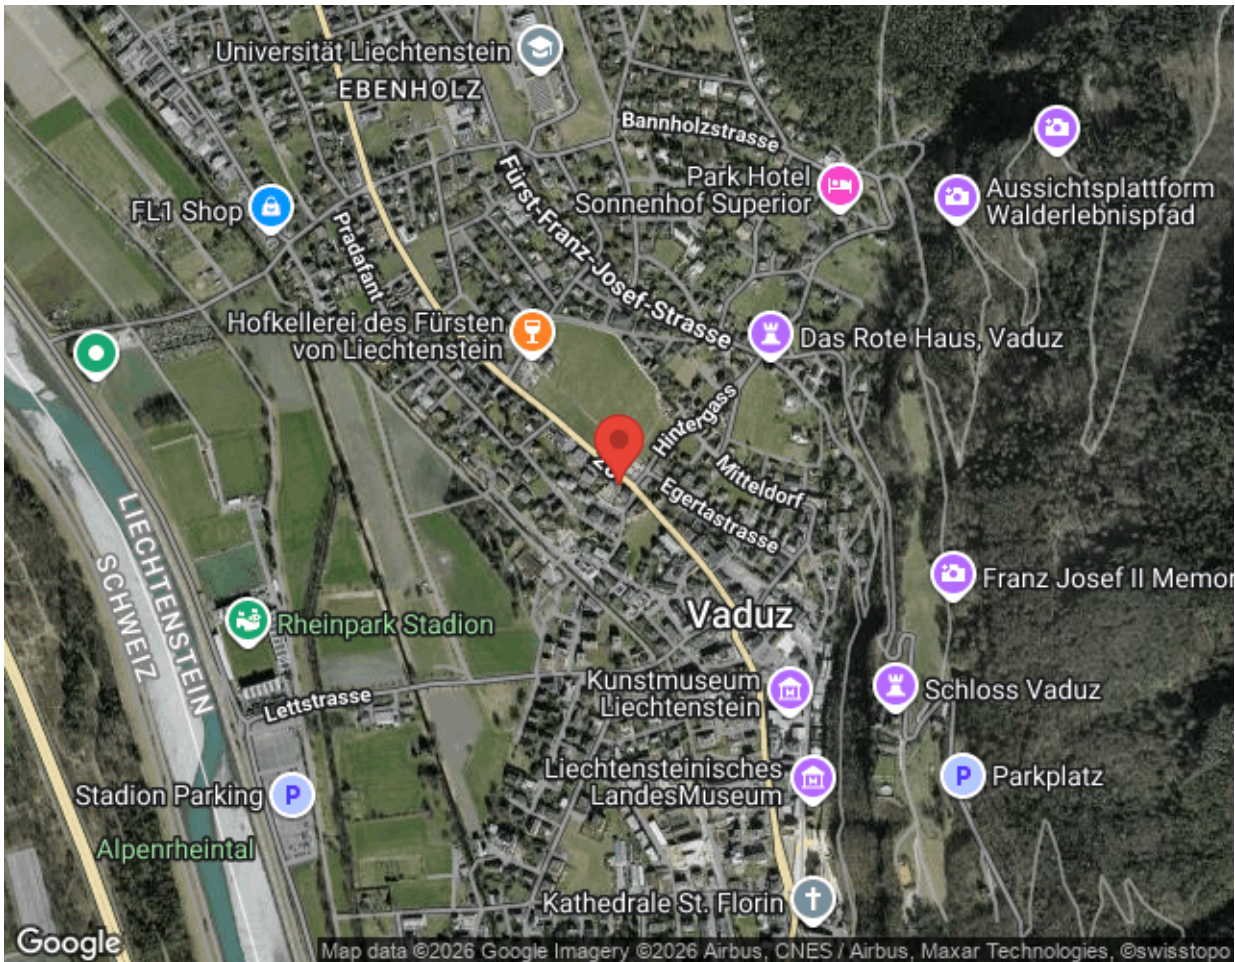 Universität Liechtenstein
EBENHOLZ
Bannholzstrasse
Park Hotel
Sonnenhof Superior
Aussichtsplattform
Walderlebnispfad
FL1 Shop
Pradafant
Fürst-Franz-Josef-Strasse
Hofkellerei des Fürsten
von Liechtenstein
Das Rote Haus, Vaduz
Hintergass
Mitteldorf
Egertastrasse
LIECHTENSTEIN
SCHWEIZ
Franz Josef II Memor
Rheinpark Stadion
Vaduz
Kunstmuseum
Liechtenstein
Schloss Vaduz
Lettstrasse
Liechtensteinisches
LandesMuseum
P
Parkplatz
Stadion Parking
P
Alpenrheintal
Kathedrale St. Florin
Google
Map data ©2026 Google Imagery ©2026 Airbus, CNES / Airbus, Maxar Technologies, ©swisstopo